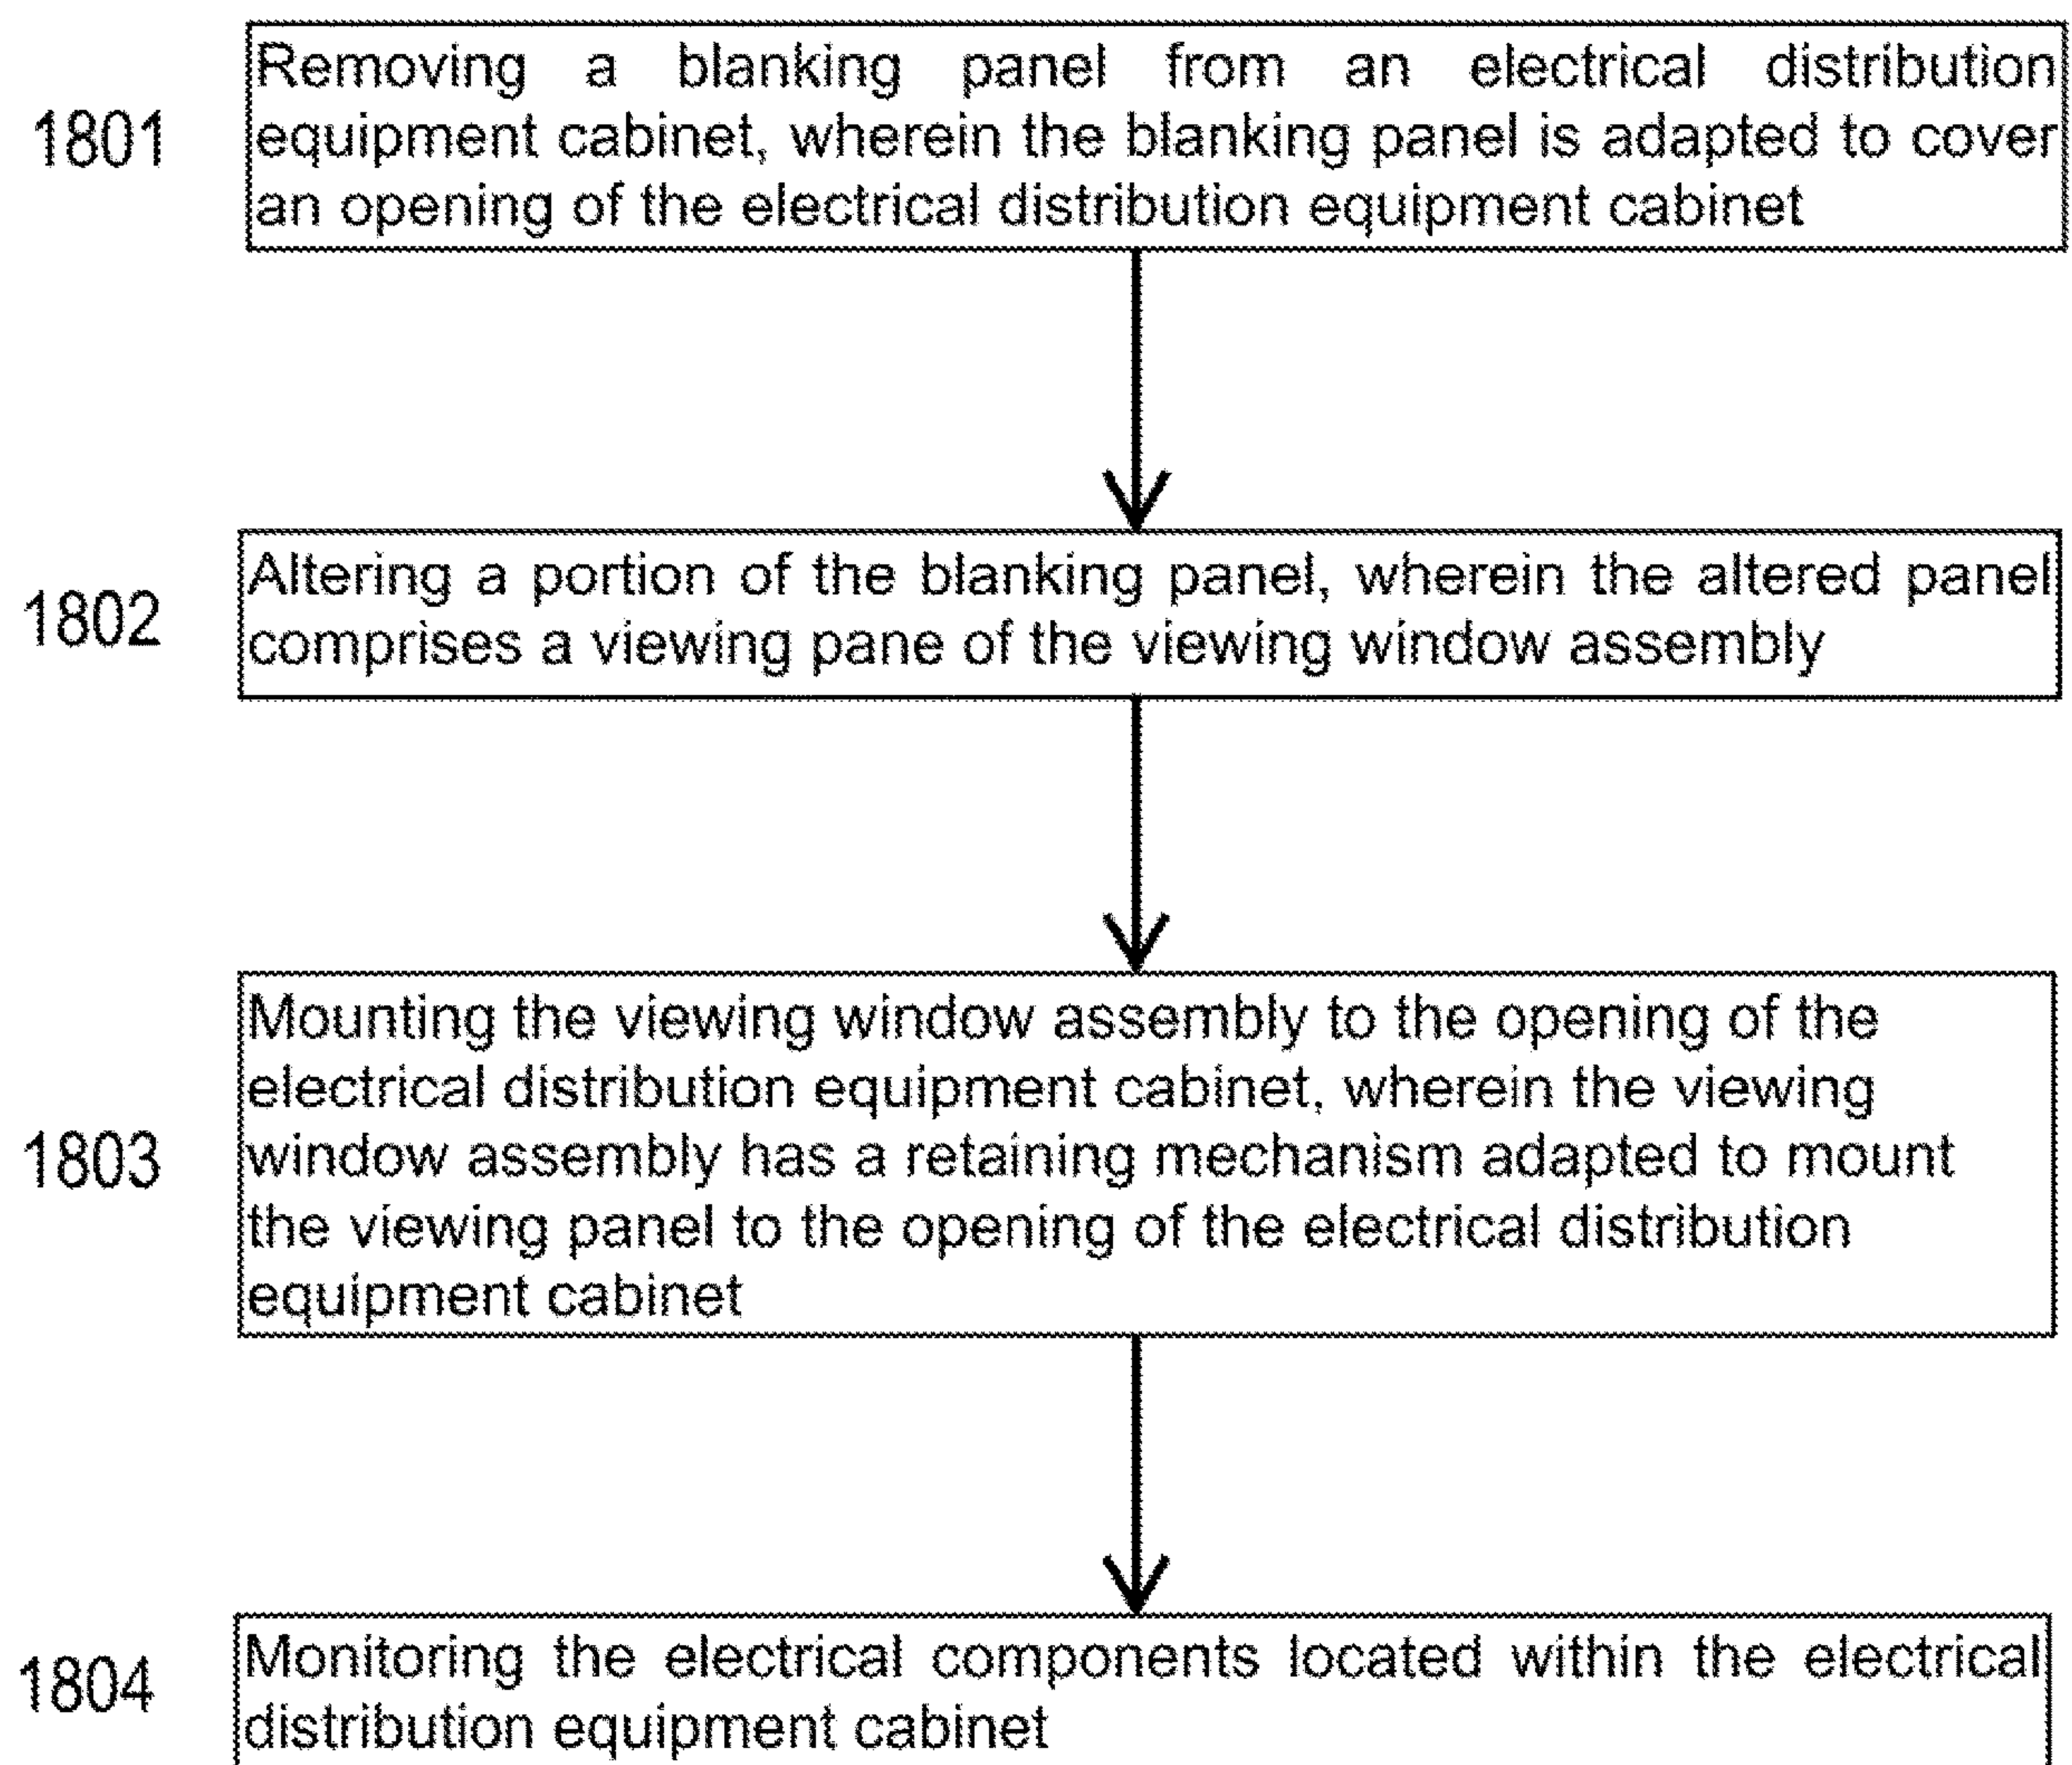 1801
Removing a blanking panel from an electrical distribution
equipment cabinet, wherein the blanking panel is adapted to cover
an opening of the electrical distribution equipment cabinet
1802
Altering a portion of the blanking panel, wherein the altered panel
comprises a viewing pane of the viewing window assembly
1803
Mounting the viewing window assembly to the opening of the
electrical distribution equipment cabinet, wherein the viewing
window assembly has a retaining mechanism adapted to mount
the viewing panel to the opening of the electrical distribution
equipment cabinet
1804
Monitoring the electrical components located within the electrical
distribution equipment cabinet